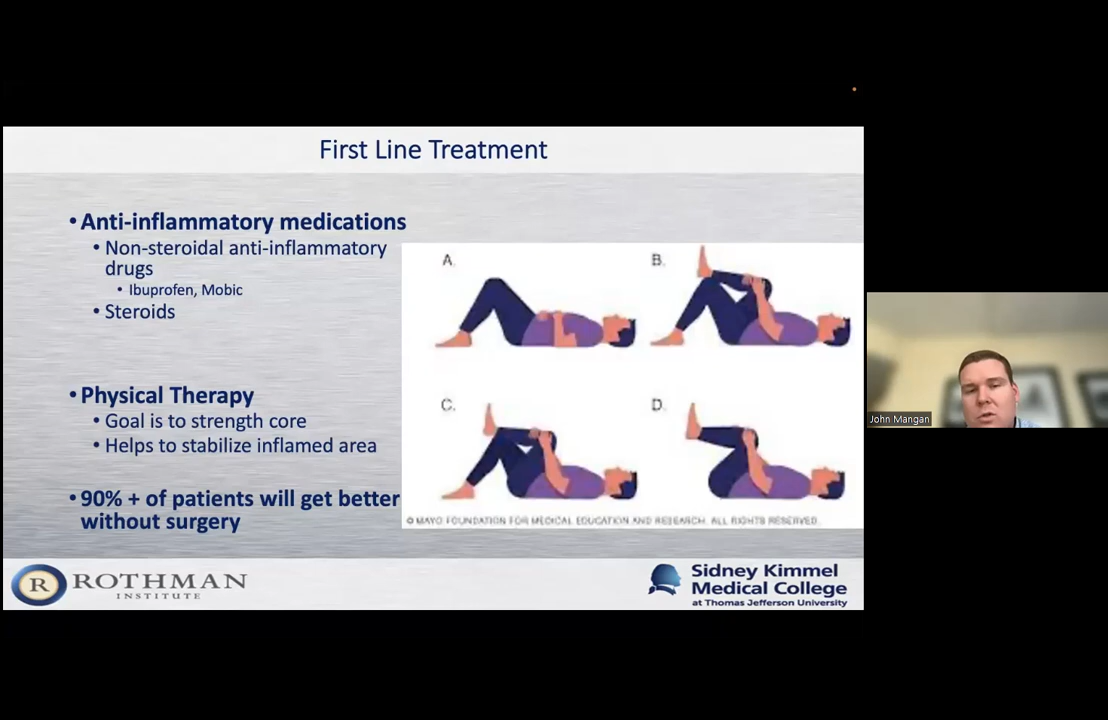 First Line Treatment
•Anti-inflammatory medications
• Non-steroidal anti-inflammatory
drugs
• Ibuprofen, Mobic
• Steroids
•Physical Therapy
• Goal is to strength core
• Helps to stabilize inflamed area
•90% + of patients will get better
without surgery
A.
B.
C.
D.
© MAYO FOUNDATION FOR MEDICAL EDUCATION AND RESEARCH. ALL RIGHTS RESERVED.
R ROTHMAN
INSTITUTE
Sidney Kimmel
Medical College
at Thomas Jefferson University
John Mangan